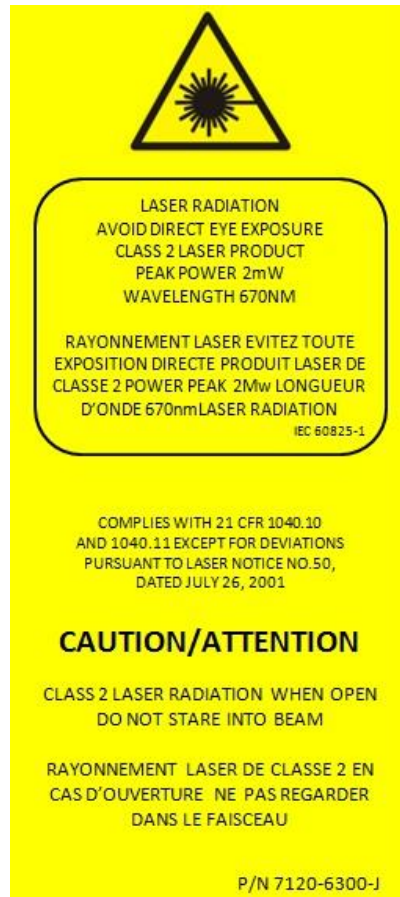 LASER RADIATION
AVOID DIRECT EYE EXPOSURE
CLASS 2 LASER PRODUCT
PEAK POWER 2mW
WAVELENGTH 670NM
RAYONNEMENT LASER EVITEZ TOUTE
EXPOSITION DIRECTE PRODUIT LASER DE
CLASSE 2 POWER PEAK 2Mw LONGUEUR
D'ONDE 670nmLASER RADIATION
IEC 60825-1
COMPLIES WITH 21 CFR 1040.10
AND 1040.11 EXCEPT FOR DEVIATIONS
PURSUANT TO LASER NOTICE NO.50,
DATED JULY 26, 2001
CAUTION/ATTENTION
CLASS 2 LASER RADIATION WHEN OPEN
DO NOT STARE INTO BEAM
RAYONNEMENT LASER DE CLASSE 2 EN
CAS D'OUVERTURE NE PAS REGARDER
DANS LE FAISCEAU
P/N 7120-6300-J